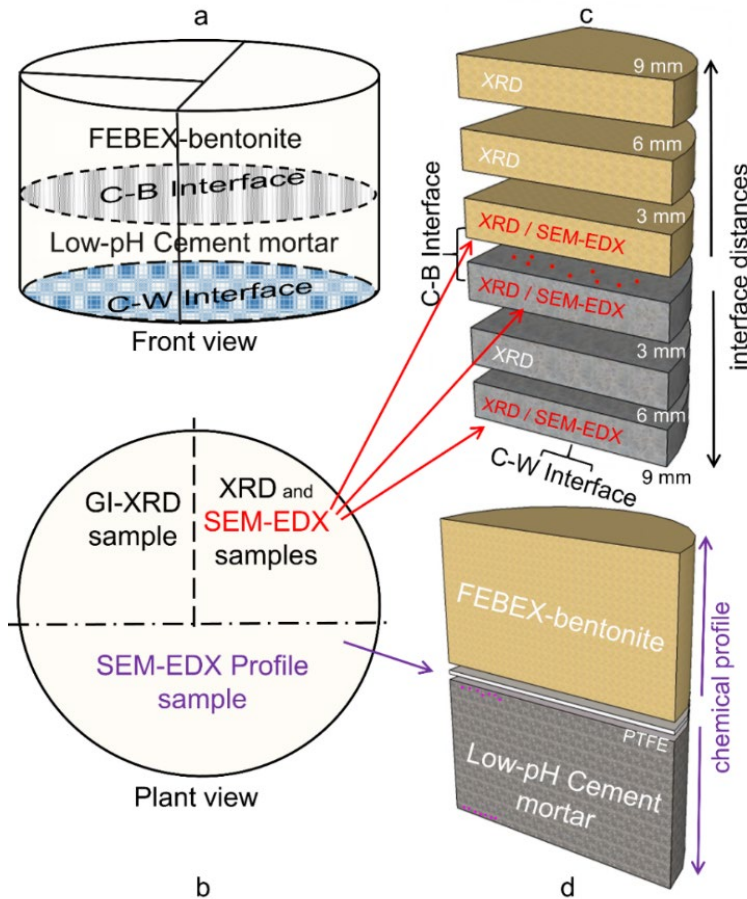 a
FEBEX-bentonite
C-B Interface
Low-pH Cement mortar
C-W Interface
Front view
c
9 mm
XRD
6 mm
XRD
3 mm
XRD / SEM-EDX
C-B Interface
XRD / SEM-EDX
3 mm
XRD
6 mm
XRD / SEM-EDX
C-W Interface
9 mm
interface distances
GI-XRD
sample
XRD and
SEM-EDX
samples
SEM-EDX Profile
sample
Plant view
b
FEBEX-bentonite
PTFE
Low-pH Cement
mortar
chemical profile
d